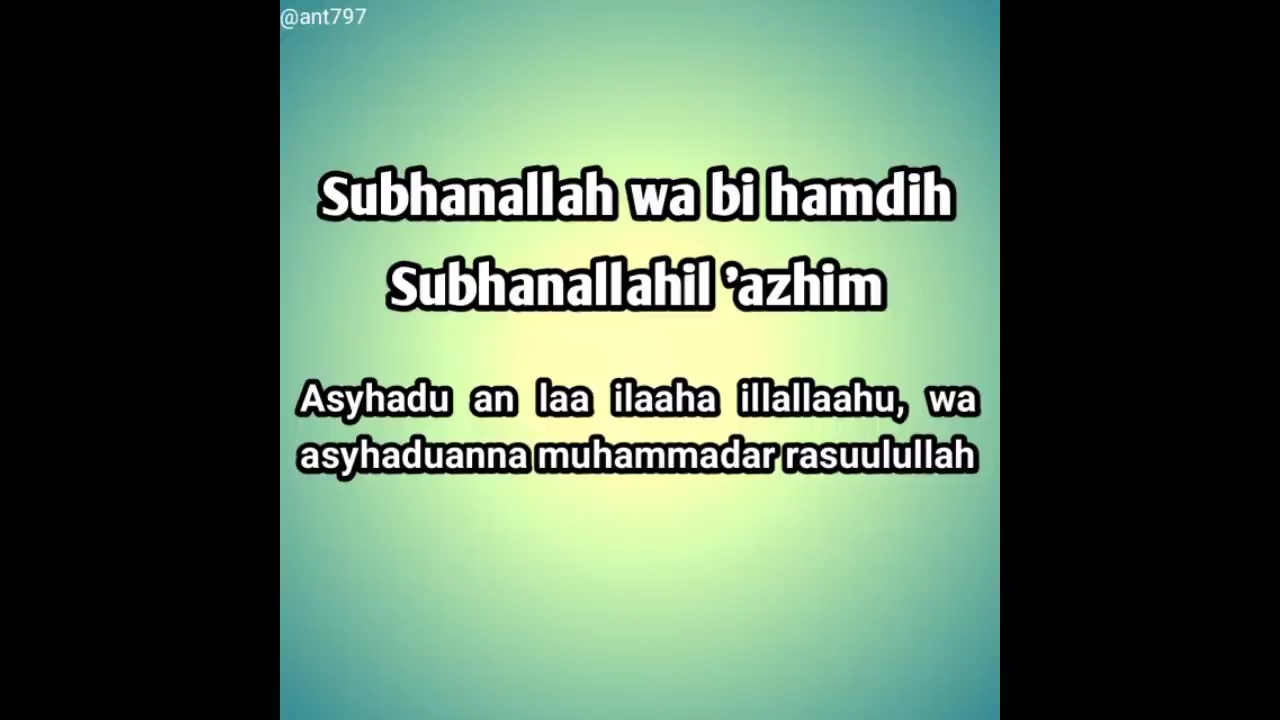 @ant797
Subhanallah wa bi hamdih
Subhanallahil 'azhim
Asyhadu an laa ilaaha illallaahu, wa
asyhaduanna muhammadar rasuulullah